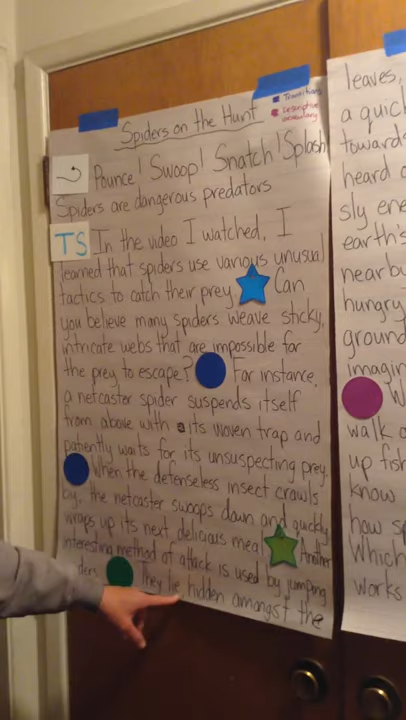 Transitions
Descriptive
vocabulary
Spiders on the Hunt
Pounce! Swoop! Snatch! Splash!
Spiders are dangerous predators
TS In the video I watched, I
learned that spiders use various unusual
tactics to catch their prey. Can
you believe many spiders weave sticky,
intricate webs that are impossible for
the prey to escape? For instance,
a netcaster spider suspends itself
from above with its woven trap and
patiently waits for its unsuspecting prey.
When the defenseless insect crawls
by, the netcaster swoops down and quickly
wraps up its next delicious meal. Another
interesting method of attack is used by jumping
They lie hidden amongst the
leaves,
a quick
towards
heard
sly
earth's
nearby
hungry
ground
walk
up fish
know
how
Which
works